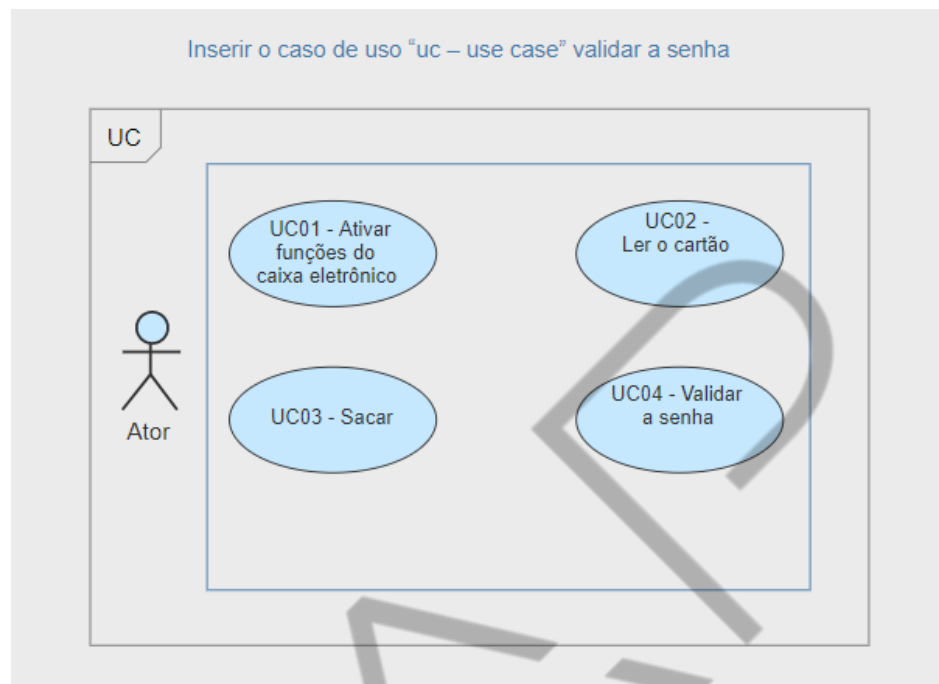 Inserir o caso de uso “uc – use case” validar a senha
UC
UC01 - Ativar
funções do
caixa eletrônico
UC02 -
Ler o cartão
UC03 - Sacar
UC04 - Validar
a senha
Ator